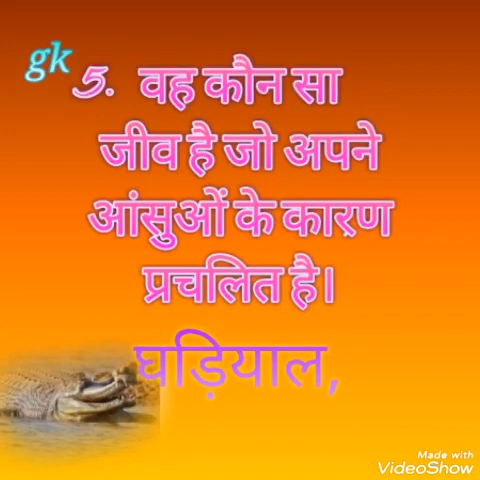 gk
5. वह कौन सा
जीव है जो अपने
आंसुओं के कारण
प्रचलित है।
घड़ियाल,
Made with
VideoShow